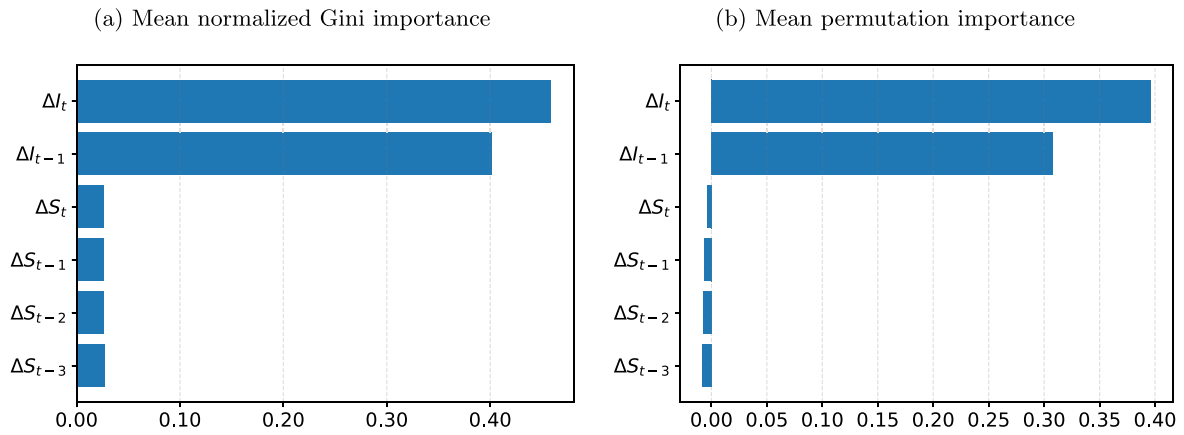 (a) Mean normalized Gini importance
ΔI_t
ΔI_{t−1}
ΔS_t
ΔS_{t−1}
ΔS_{t−2}
ΔS_{t−3}
0.00 0.10 0.20 0.30 0.40
(b) Mean permutation importance
ΔI_t
ΔI_{t−1}
ΔS_t
ΔS_{t−1}
ΔS_{t−2}
ΔS_{t−3}
0.00 0.05 0.10 0.15 0.20 0.25 0.30 0.35 0.40